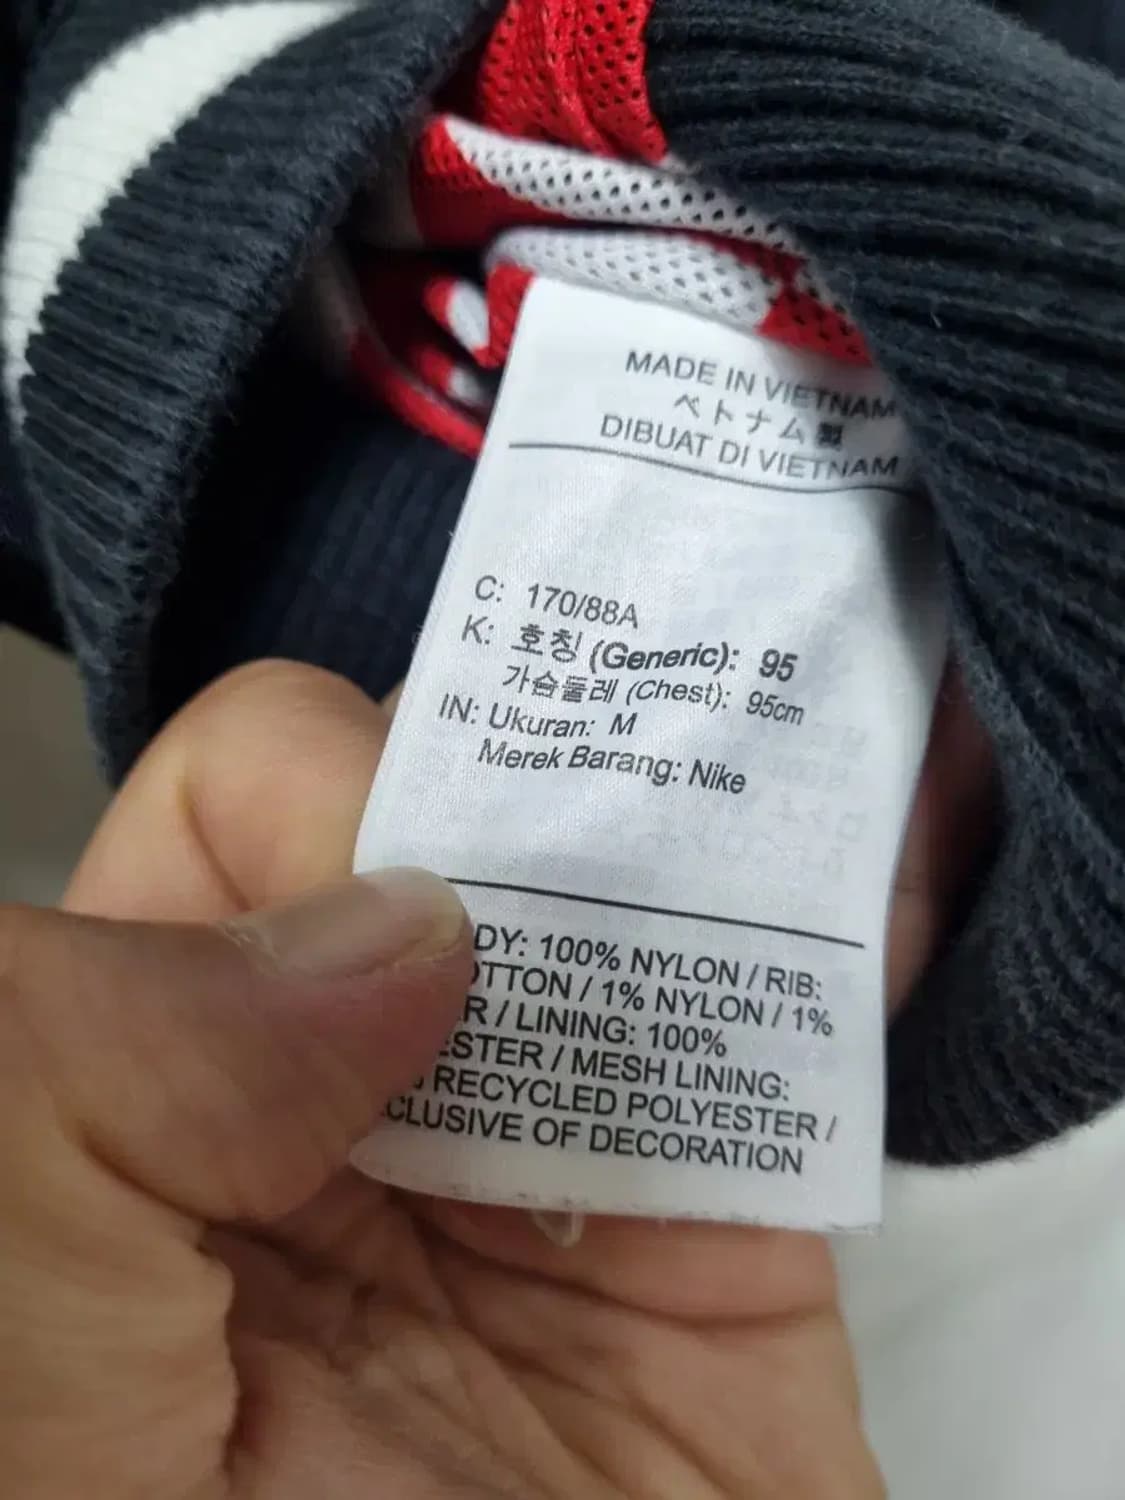 MADE IN VIETNAM
ベトナム製
DIBUAT DI VIETNAM
C: 170/88A
K: 호칭 (Generic): 95
가슴둘레 (Chest): 95cm
IN: Ukuran: M
Merek Barang: Nike
DY: 100% NYLON / RIB:
OTTON / 1% NYLON / 1%
R / LINING: 100%
ESTER / MESH LINING:
RECYCLED POLYESTER /
CLUSIVE OF DECORATION